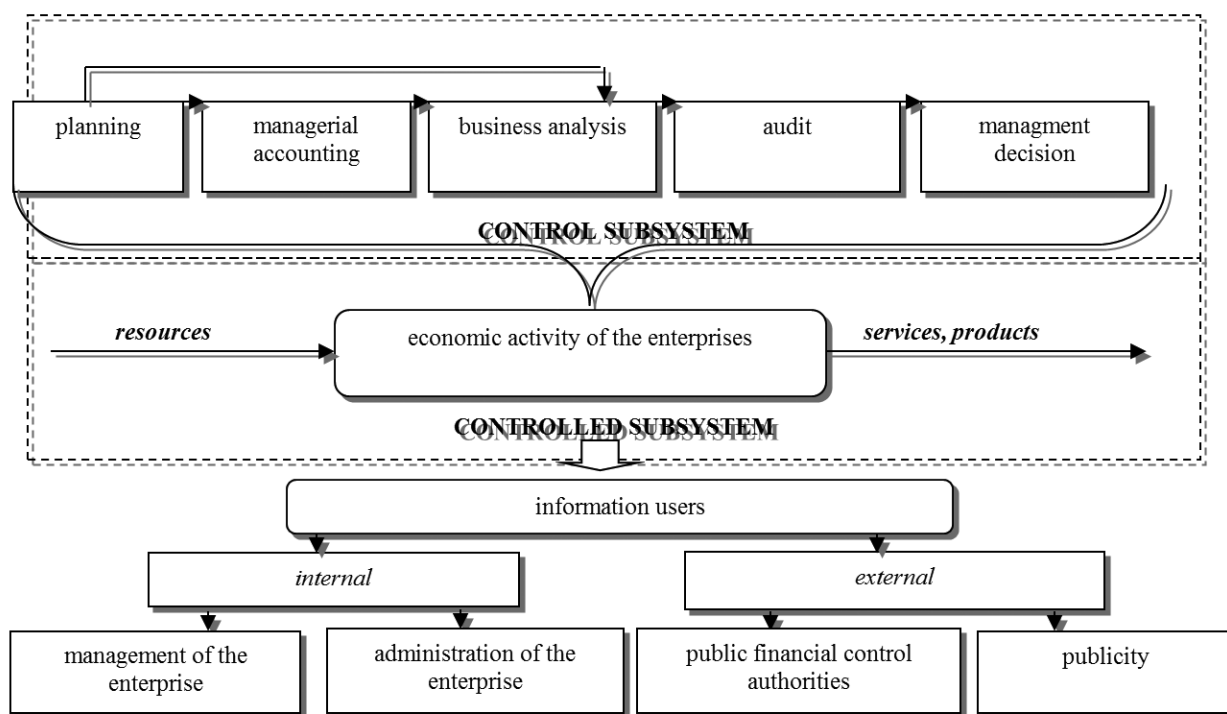 planning
managerial
accounting
business analysis
audit
managment
decision
CONTROL SUBSYSTEM
resources
economic activity of the enterprises
services, products
CONTROLLED SUBSYSTEM
information users
internal
external
management of the
enterprise
administration of the
enterprise
public financial control
authorities
publicity